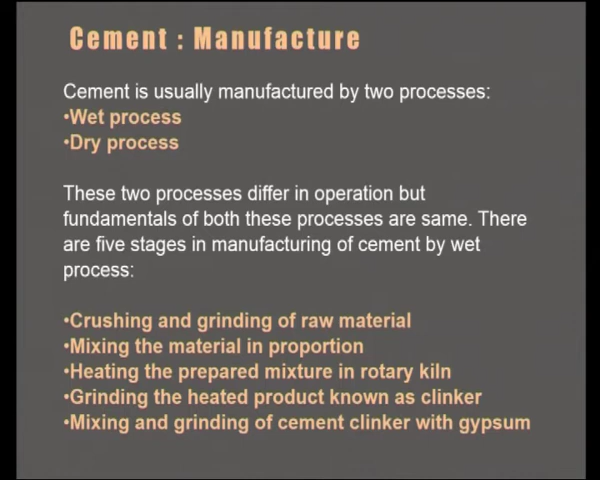 Cement : Manufacture
Cement is usually manufactured by two processes:
•Wet process
•Dry process
These two processes differ in operation but
fundamentals of both these processes are same. There
are five stages in manufacturing of cement by wet
process:
•Crushing and grinding of raw material
•Mixing the material in proportion
•Heating the prepared mixture in rotary kiln
•Grinding the heated product known as clinker
•Mixing and grinding of cement clinker with gypsum